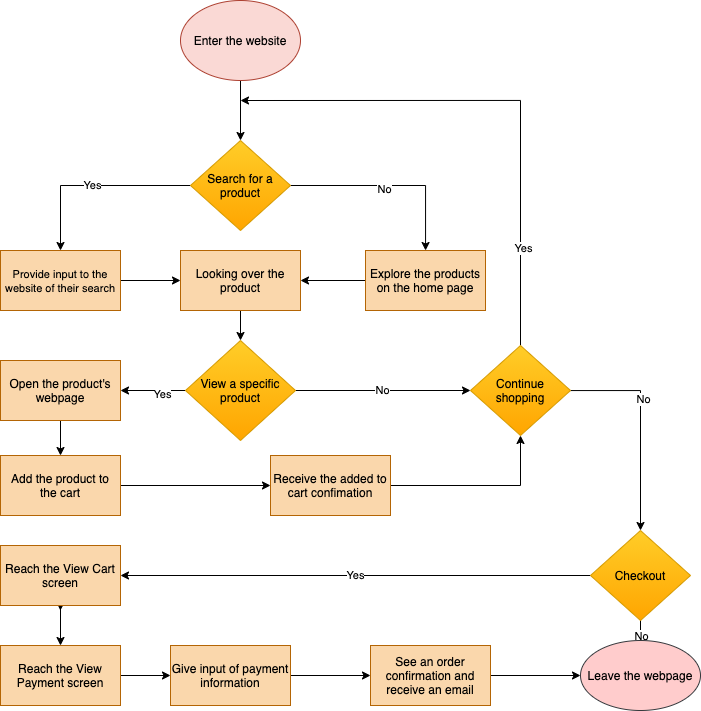 Enter the website
Search for a
product
Yes
No
Provide input to the
website of their search
Looking over the
product
Explore the products
on the home page
Yes
View a specific
product
Open the product's
webpage
Yes
No
Continue
shopping
No
Add the product to
the cart
Receive the added to
cart confimation
Reach the View Cart
screen
Yes
Checkout
No
Reach the View
Payment screen
Give input of payment
information
See an order
confirmation and
receive an email
Leave the webpage